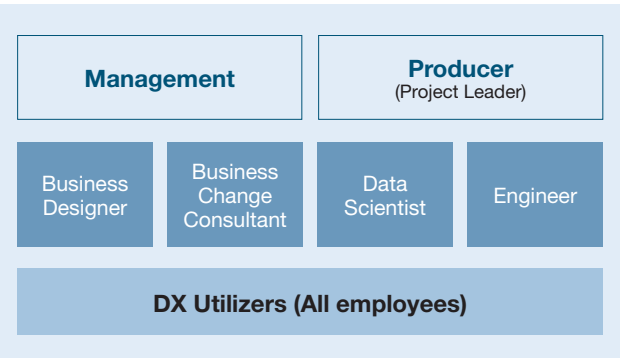 Management
Producer
(Project Leader)
Business
Designer
Business
Change
Consultant
Data
Scientist
Engineer
DX Utilizers (All employees)